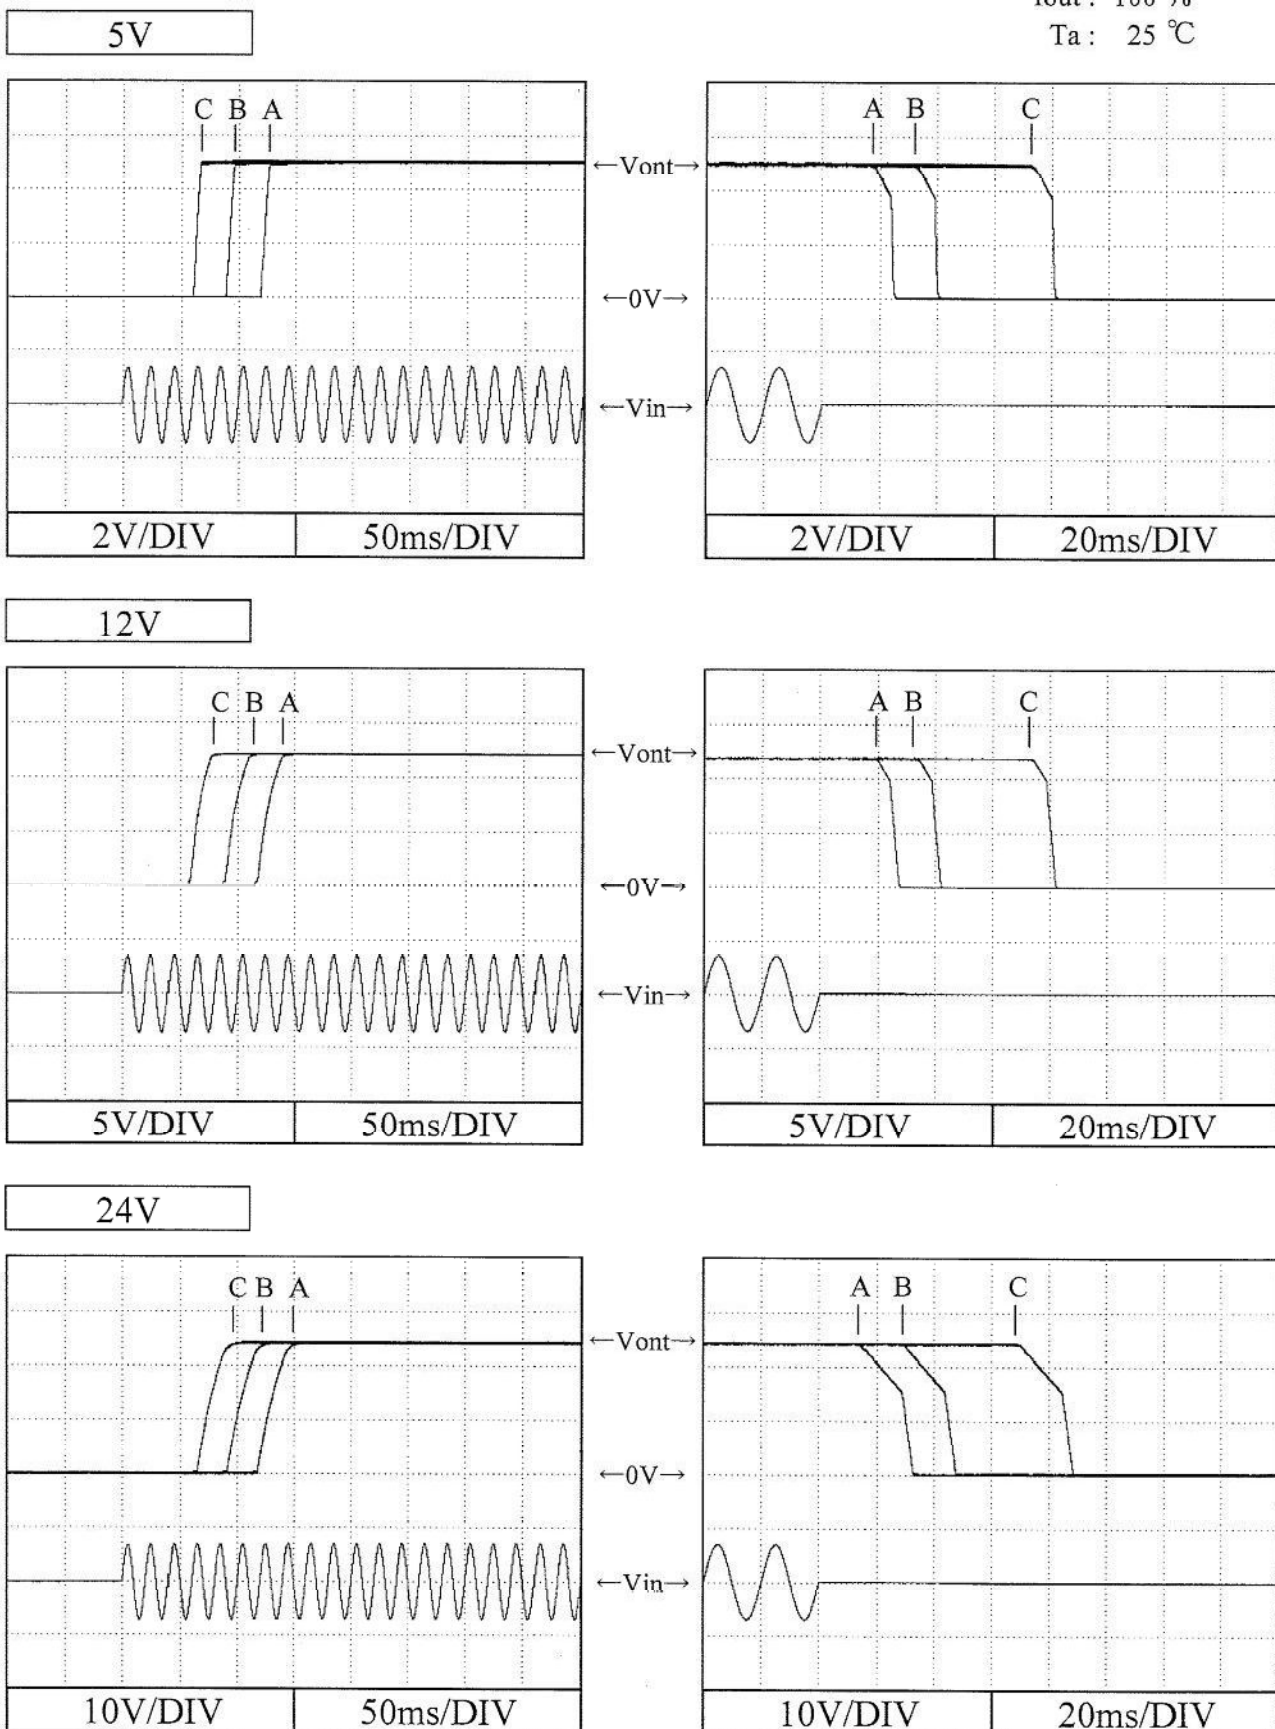 5V
Ta : 25 ℃
C B A
A B C
←Vont→
←0V→
←Vin→
2V/DIV 50ms/DIV
2V/DIV 20ms/DIV
12V
C B A
A B C
←Vont→
←0V→
←Vin→
5V/DIV 50ms/DIV
5V/DIV 20ms/DIV
24V
C B A
A B C
←Vont→
←0V→
←Vin→
10V/DIV 50ms/DIV
10V/DIV 20ms/DIV